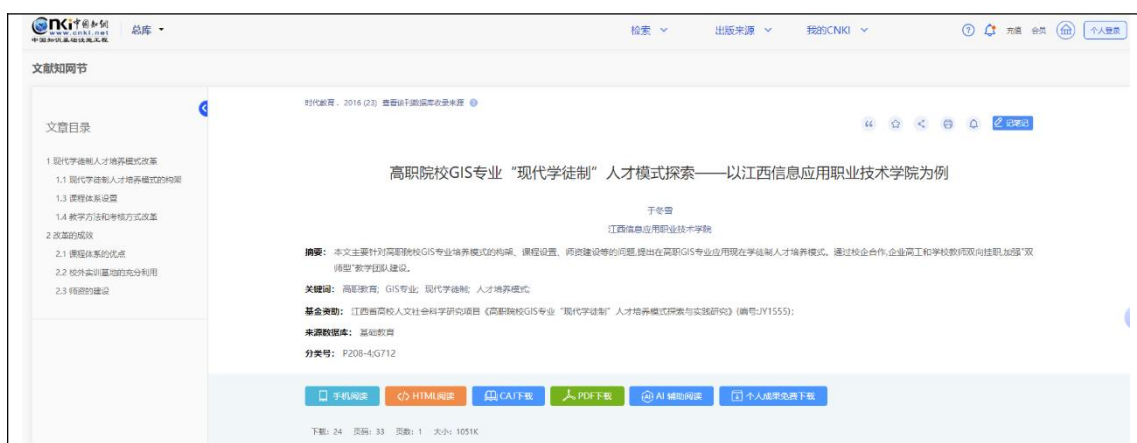 Cnki中国知网
www.cnki.net
中国知识基础设施工程
总库
检索
出版来源
我的CNKI
充值 会员
个人登录
文献知网节
时代教育 . 2016 (23) 查看该刊数据库收录来源
文章目录
记笔记
1 现代学徒制人才培养模式改革
1.1 现代学徒制人才培养模式的构架
1.3 课程体系设置
1.4 教学方法和考核方式改革
2 改革的成效
2.1 课程体系的优点
2.2 校外实训基地的充分利用
2.3 师资的建设
高职院校GIS专业“现代学徒制”人才模式探索——以江西信息应用职业技术学院为例
于冬雪
江西信息应用职业技术学院
摘要: 本文主要针对高职院校GIS专业培养模式的构架、课程设置、师资建设等的问题,提出在高职GIS专业应用现在学徒制人才培养模式。通过校企合作,企业高工和学校教师双向挂职,加强“双
师型”教学团队建设。
关键词: 高职教育; GIS专业; 现代学徒制; 人才培养模式;
基金资助: 江西省高校人文社会科学研究项目《高职院校GIS专业“现代学徒制”人才培养模式探索与实践研究》(编号:JY1555);
来源数据库: 基础教育
分类号: P208-4;G712
手机阅读
HTML阅读
CAJ下载
PDF下载
AI 辅助阅读
个人成果免费下载
下载: 24 页码: 33 页数: 1 大小: 1051K